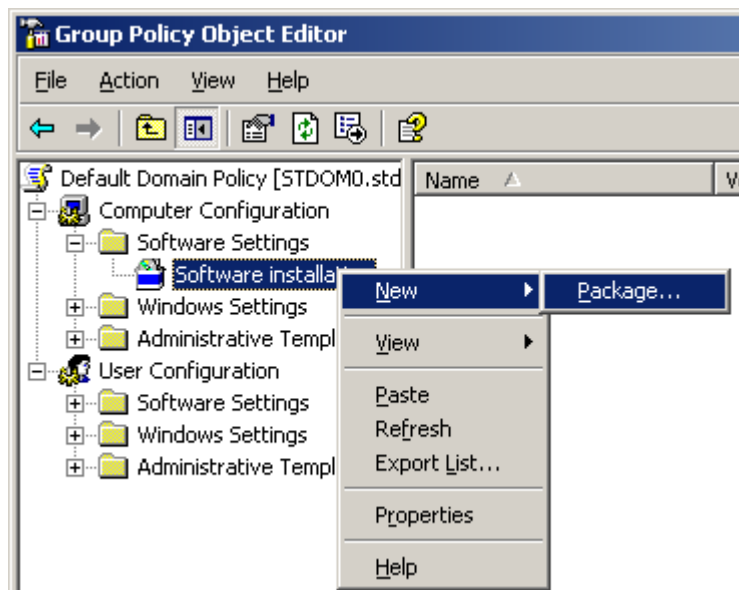 Group Policy Object Editor
File Action View Help
Default Domain Policy [STDOM0.std
Name
Computer Configuration
Software Settings
Software installa
New
Package...
Windows Settings
Administrative Templ
View
User Configuration
Software Settings
Paste
Windows Settings
Refresh
Administrative Templ
Export List...
Properties
Help